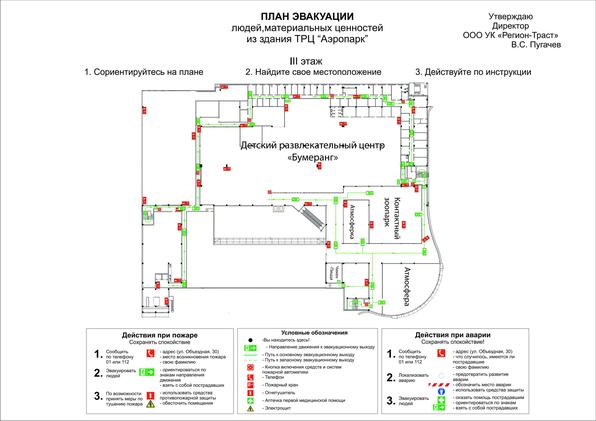 ПЛАН ЭВАКУАЦИИ
людей,материальных ценностей
из здания ТРЦ "Аэропарк"
Утверждаю
Директор
ООО УК «Регион-Траст»
В.С. Пугачев
III этаж
1. Сориентируйтесь на плане
2. Найдите свое местоположение
3. Действуйте по инструкции
Детский развлекательный центр
«Бумеранг»
Атмосферка
Контактный
зоопарк
Атмосфера
Действия при пожаре
Сохранять спокойствие!
1. Сообщить
по телефону
01 или 112
- адрес (ул. Объездная, 30)
- место возникновения пожара
- свою фамилию
2. Эвакуировать
людей
- ориентироваться по
знакам направления
движения
- взять с собой пострадавших
3. По возможности
принять меры по
тушению пожара
- использовать средства
противопожарной защиты
- обесточить помещения
Условные обозначения
-Вы находитесь здесь!
- Направление движения к эвакуационному выходу
- Путь к основному эвакуационному выходу
- Путь к запасному эвакуационному выходу
- Кнопка включения средств и систем
пожарной автоматики
- Телефон
- Пожарный кран
- Огнетушитель
- Аптечка первой медицинской помощи
- Электрощит
Действия при аварии
Сохранять спокойствие!
1. Сообщить
по телефону
01 или 112
- адрес (ул. Объездная, 30)
- что случилось, имеются ли
пострадавшие
- свою фамилию
2. Локализовать
аварию
- предотвратить развитие
аварии
- обозначить место аварии
- использовать средства защиты
3. Эвакуировать
людей
- оказать помощь пострадавшим
- ориентироваться по знакам
- взять с собой пострадавших